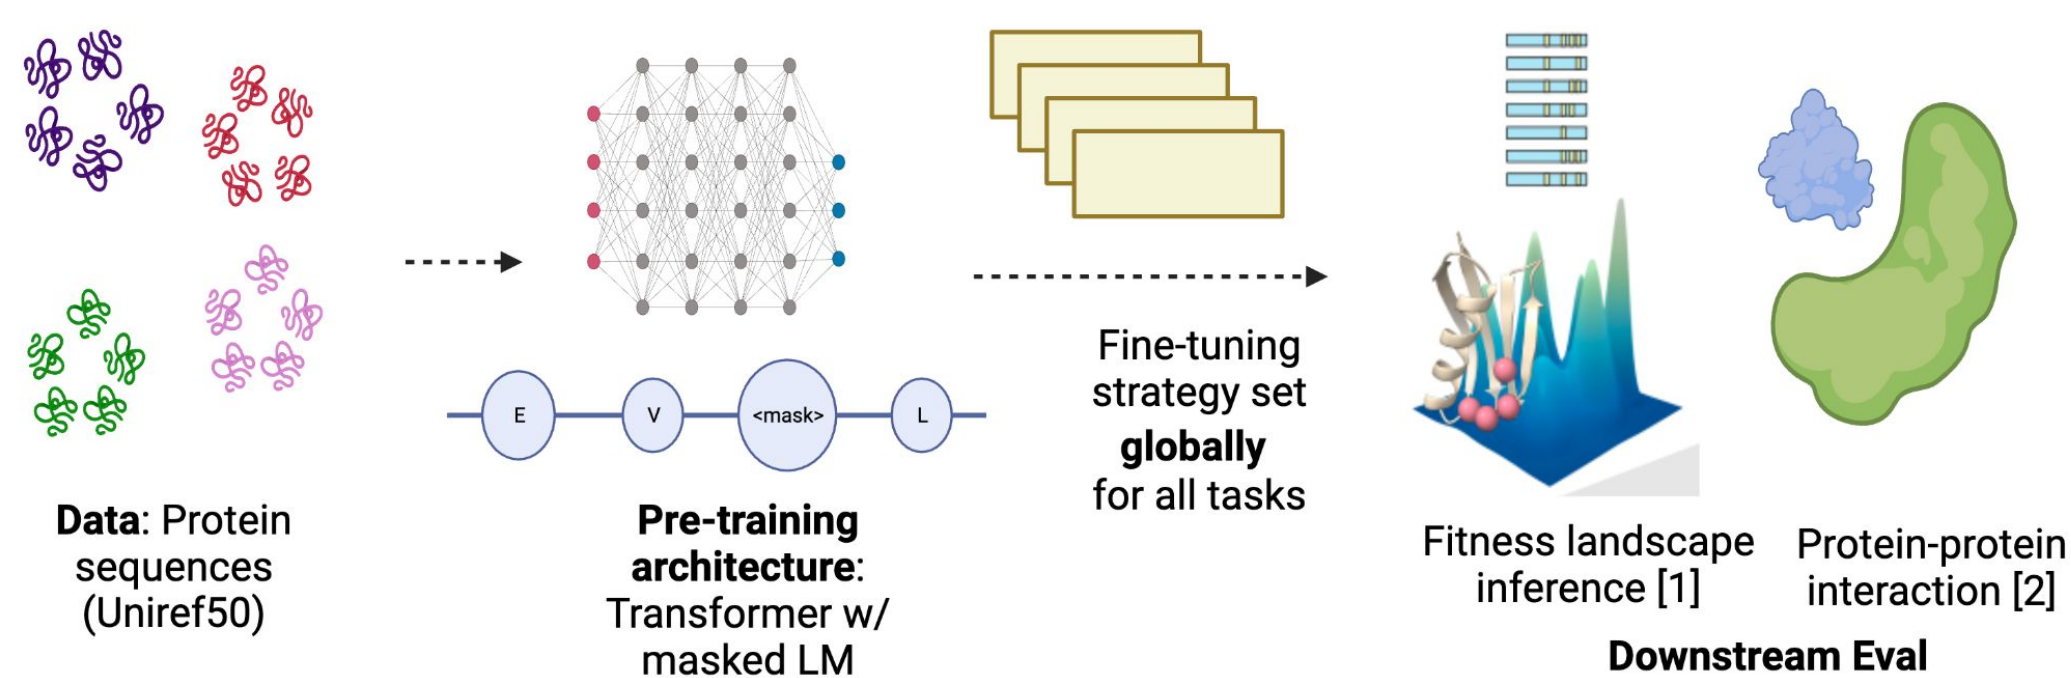 E
V
<mask>
L
Data: Protein
sequences
(Uniref50)
Pre-training
architecture:
Transformer w/
masked LM
Fine-tuning
strategy set
globally
for all tasks
Fitness landscape
inference [1]
Protein-protein
interaction [2]
Downstream Eval